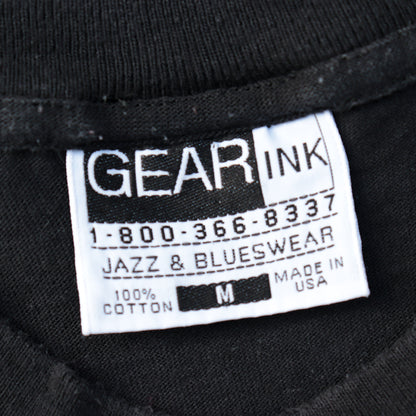 GEAR INK
1-800-366-8337
JAZZ & BLUESWEAR
100% COTTON M MADE IN USA